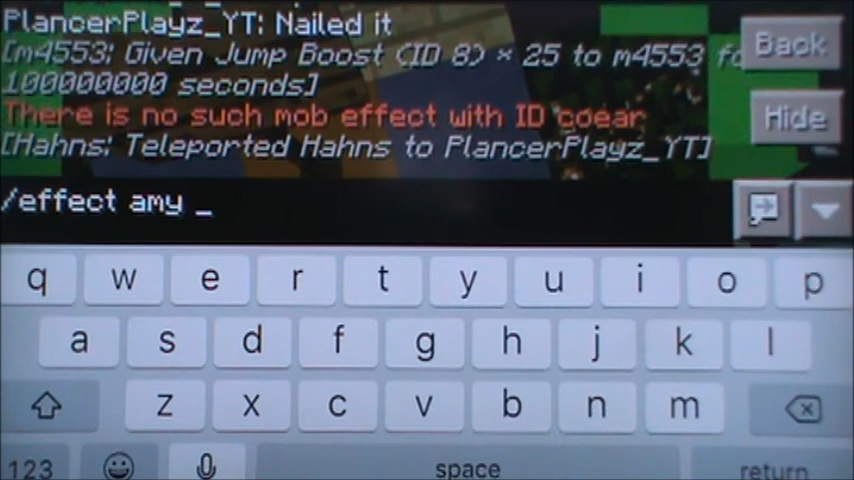 PlancerPlayz_YT: Nailed it
[m4553: Given Jump Boost (ID 8) * 25 to m4553 fo
100000000 seconds]
There is no such mob effect with ID coear
[Hahns: Teleported Hahns to PlancerPlayz_YT]
Back
Hide
/effect amy _
q w e r t y u i o p
a s d f g h j k l
z x c v b n m
123 space return